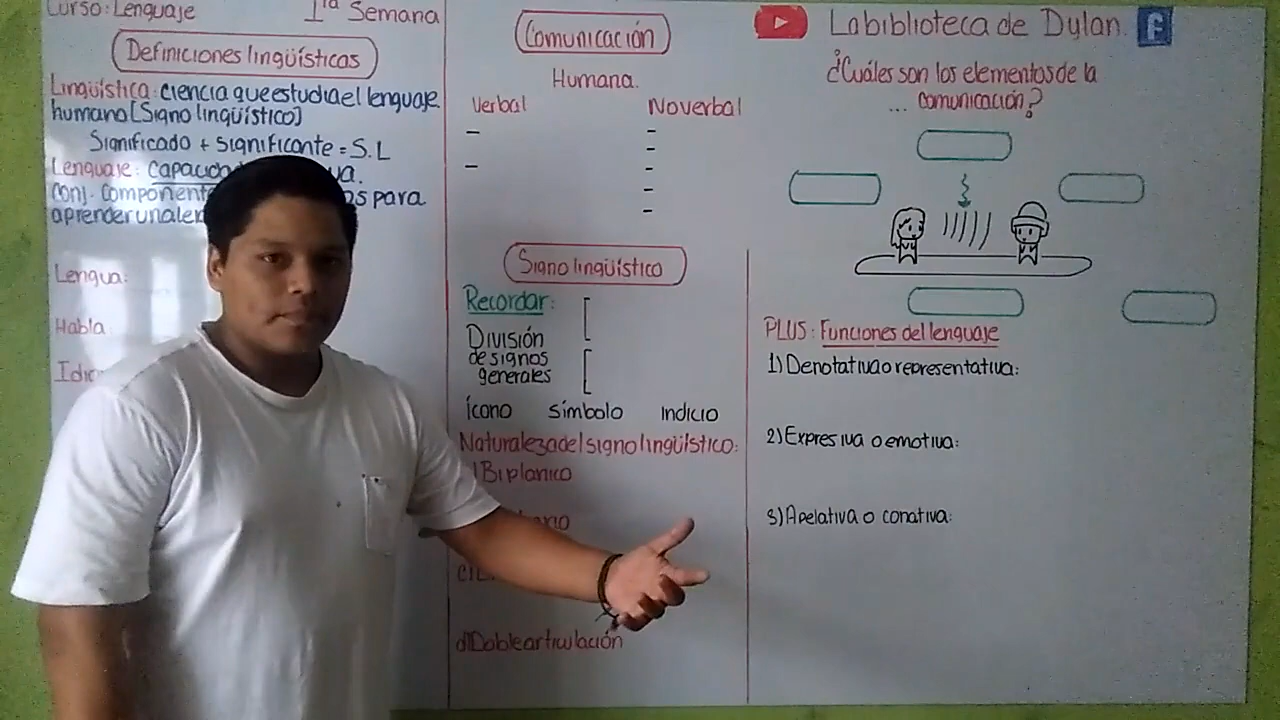 Curso: Lenguaje
1ra Semana
Definiciones lingüísticas
Lingüística: ciencia que estudia el lenguaje
humano [Signo lingüístico]
Significado + significante = S.L
Lenguaje: capacidad
conj. componente para
aprender una
Lengua:
Habla
Comunicación
Humana.
Verbal
No verbal
-
-
-
-
-
-
-
Signo lingüístico
Recordar:
División
de signos
generales
Ícono símbolo indicio
Naturaleza del signo lingüístico:
Biplánico
d) Doble articulación
La biblioteca de Dylan.
¿Cuáles son los elementos de la
... comunicación?
PLUS: Funciones del lenguaje
1) Denotativa o representativa:
2) Expresiva o emotiva:
3) Apelativa o conativa: